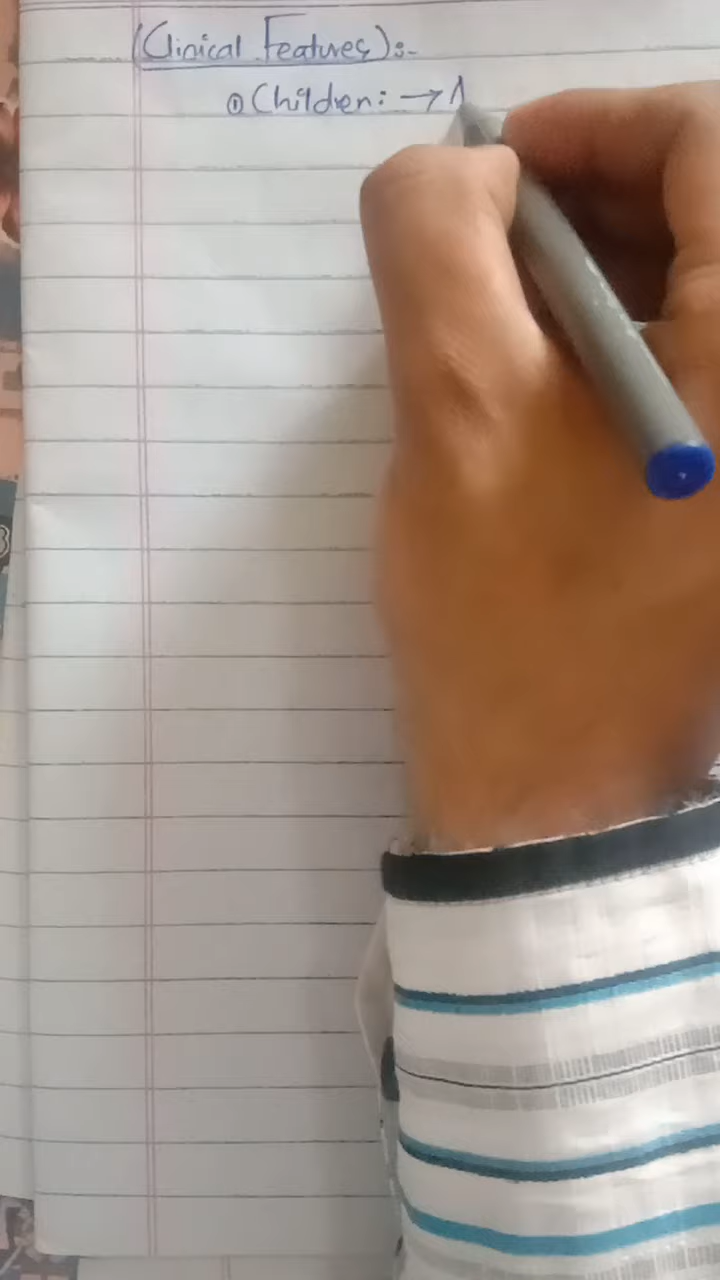 (Clinical Features):-
① Children: →